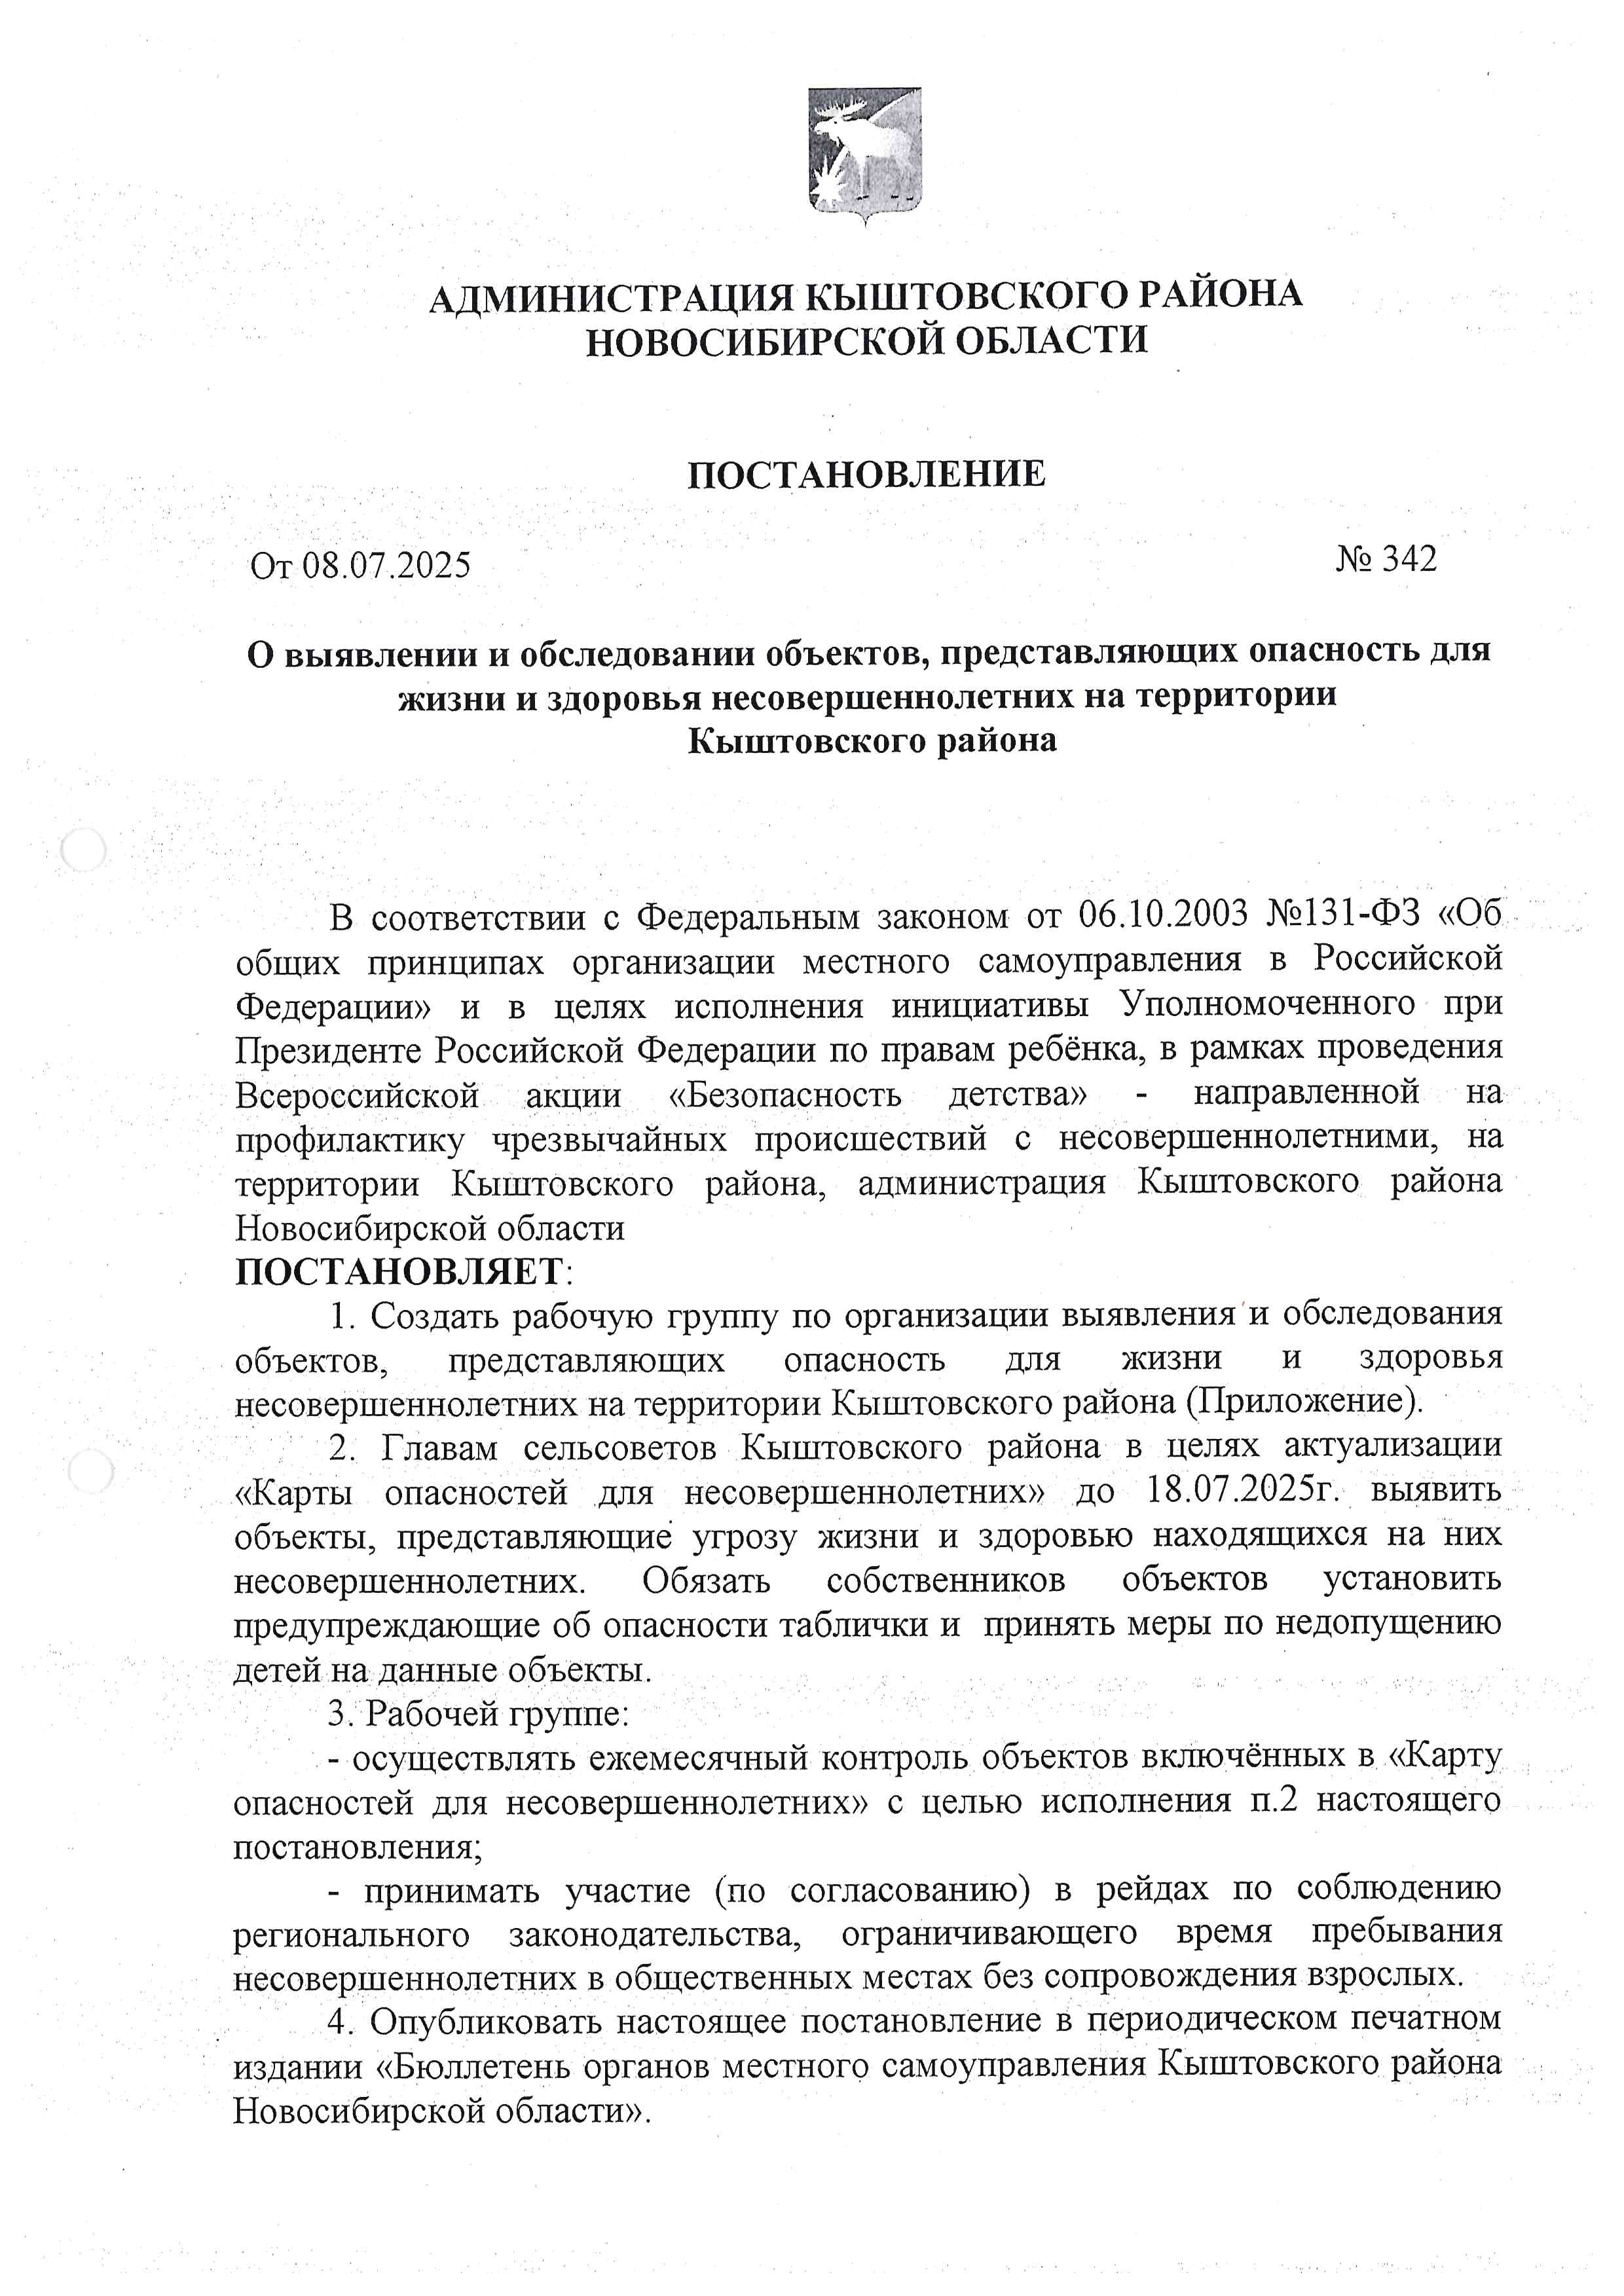 АДМИНИСТРАЦИЯ КЫШТОВСКОГО РАЙОНА
НОВОСИБИРСКОЙ ОБЛАСТИ
ПОСТАНОВЛЕНИЕ
От 08.07.2025 № 342
О выявлении и обследовании объектов, представляющих опасность для
жизни и здоровья несовершеннолетних на территории
Кыштовского района
В соответствии с Федеральным законом от 06.10.2003 №131-ФЗ «Об
общих принципах организации местного самоуправления в Российской
Федерации» и в целях исполнения инициативы Уполномоченного при
Президенте Российской Федерации по правам ребёнка, в рамках проведения
Всероссийской акции «Безопасность детства» - направленной на
профилактику чрезвычайных происшествий с несовершеннолетними, на
территории Кыштовского района, администрация Кыштовского района
Новосибирской области
ПОСТАНОВЛЯЕТ:
1. Создать рабочую группу по организации выявления и обследования
объектов, представляющих опасность для жизни и здоровья
несовершеннолетних на территории Кыштовского района (Приложение).
2. Главам сельсоветов Кыштовского района в целях актуализации
«Карты опасностей для несовершеннолетних» до 18.07.2025г. выявить
объекты, представляющие угрозу жизни и здоровью находящихся на них
несовершеннолетних. Обязать собственников объектов установить
предупреждающие об опасности таблички и принять меры по недопущению
детей на данные объекты.
3. Рабочей группе:
- осуществлять ежемесячный контроль объектов включённых в «Карту
опасностей для несовершеннолетних» с целью исполнения п.2 настоящего
постановления;
- принимать участие (по согласованию) в рейдах по соблюдению
регионального законодательства, ограничивающего время пребывания
несовершеннолетних в общественных местах без сопровождения взрослых.
4. Опубликовать настоящее постановление в периодическом печатном
издании «Бюллетень органов местного самоуправления Кыштовского района
Новосибирской области».